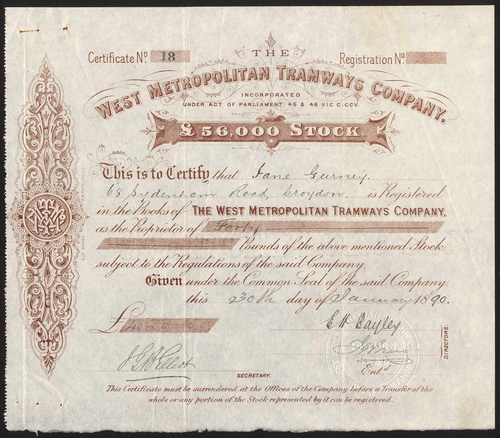 Certificate Nº 18
Registration Nº
THE
WEST METROPOLITAN TRAMWAYS COMPANY.
INCORPORATED
UNDER ACT OF PARLIAMENT 45 & 46 VIC C. CCV.
£56,000 STOCK.
This is to Certify that Jane Gurney
68 Sydenham Road, Croydon. is Registered
in the Books of THE WEST METROPOLITAN TRAMWAYS COMPANY.
as the Proprietor of Forty
Pounds of the above mentioned Stock
subject to the Regulations of the said Company.
Given under the Common Seal of the said Company.
this 30th day of January 1890.
£40
E H Bayley
DIRECTORS.
Entd
SECRETARY.
This Certificate must be surrendered at the Offices of the Company before a Transfer of the
whole or any portion of the Stock represented by it can be registered.